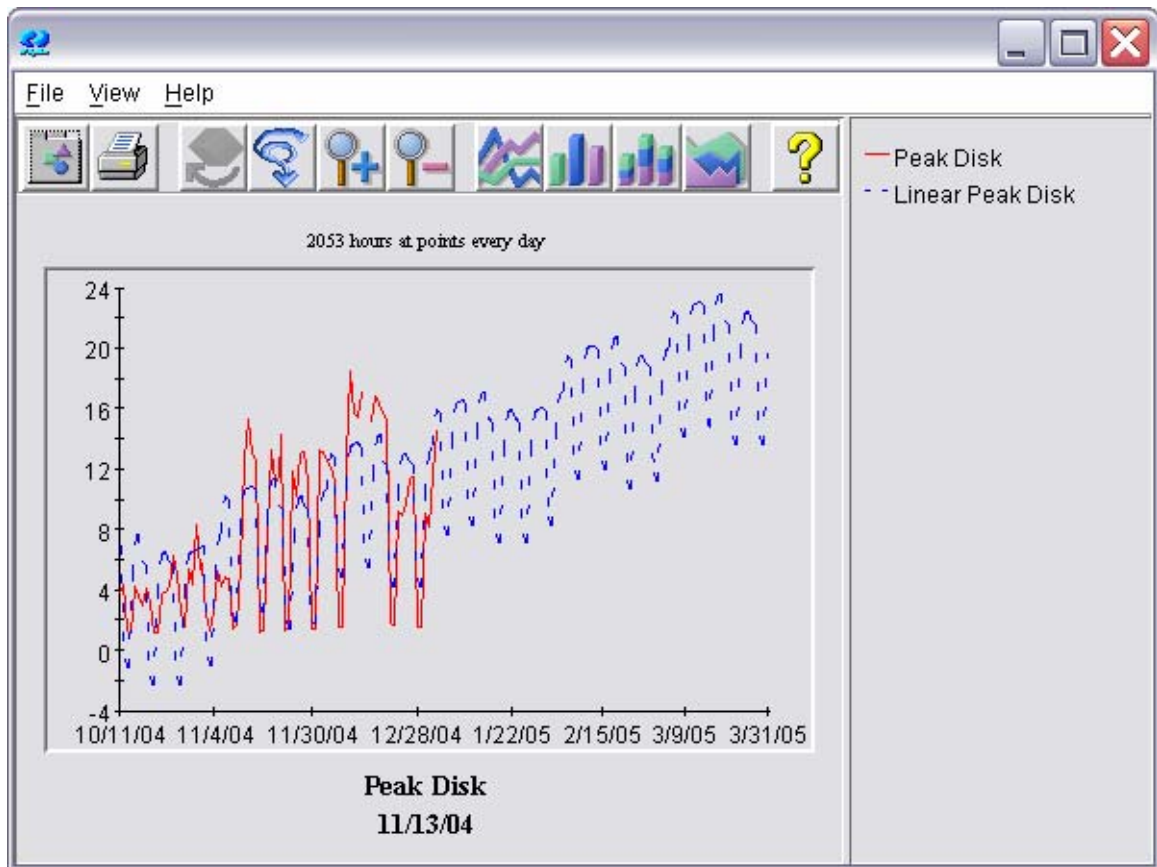 File View Help
Peak Disk
Linear Peak Disk
2053 hours at points every day
24
20
16
12
8
4
0
-4
10/11/04 11/4/04 11/30/04 12/28/04 1/22/05 2/15/05 3/9/05 3/31/05
Peak Disk
11/13/04